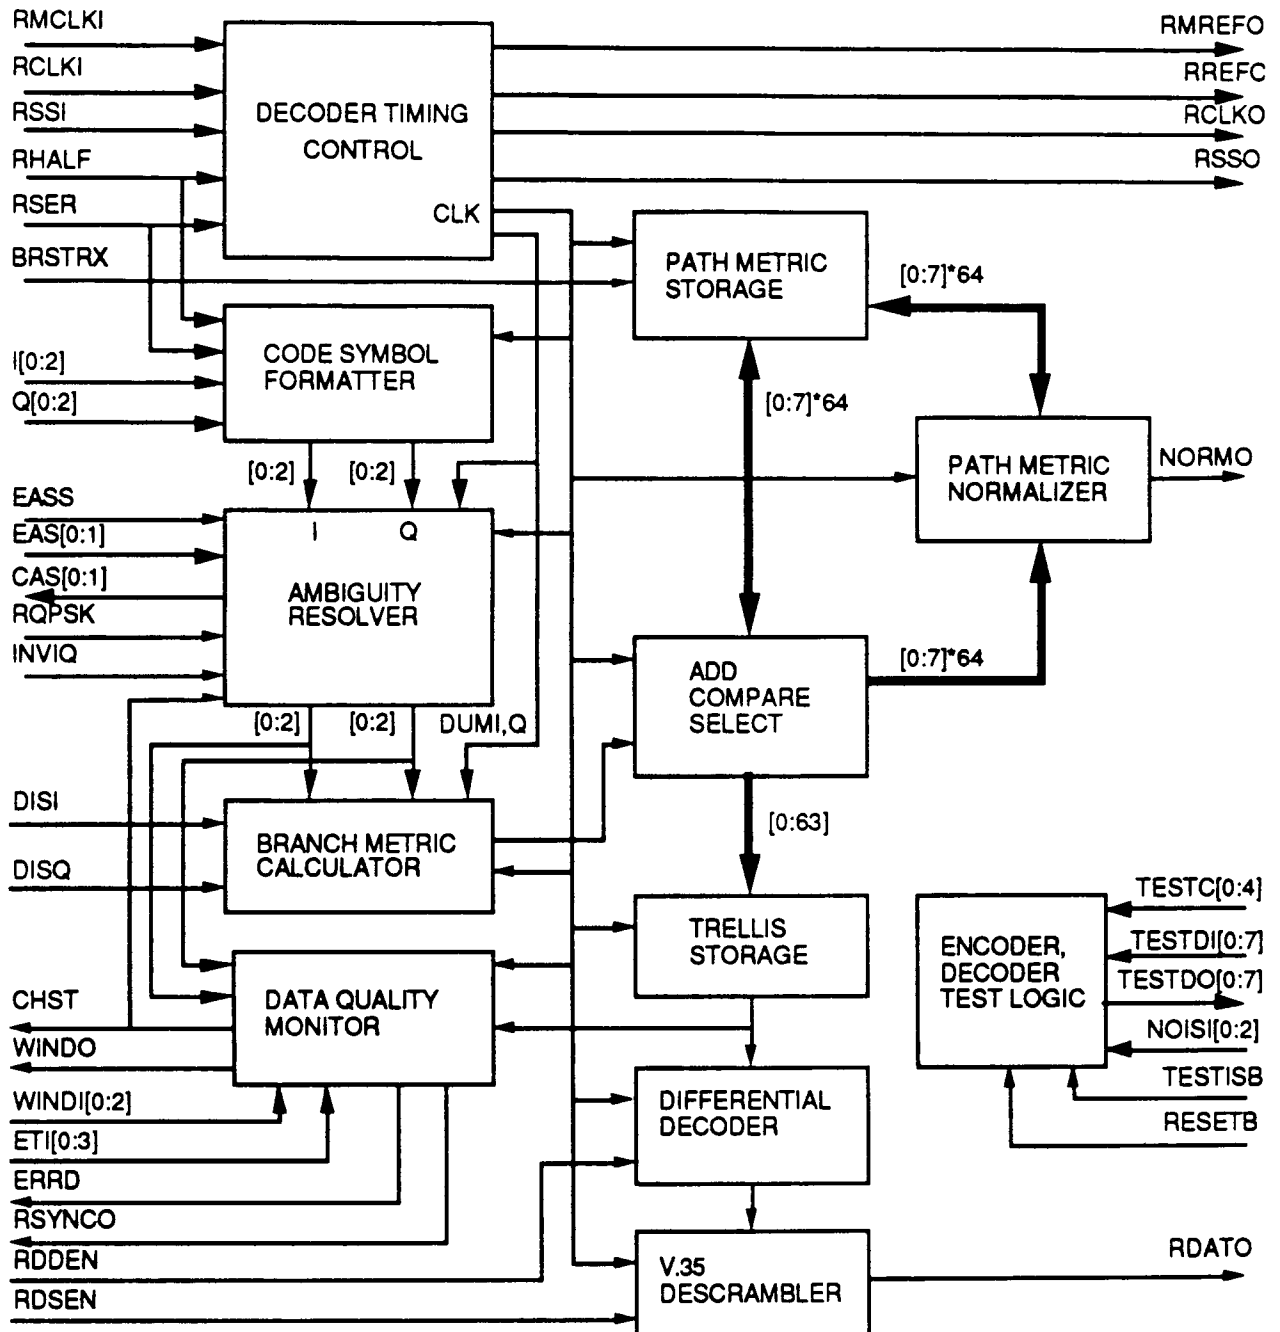 RMCLKI
RCLKI
RSSI
RHALF
RSER
BRSTRX
I[0:2]
Q[0:2]
EASS
EAS[0:1]
CAS[0:1]
RQPSK
INVIQ
DISI
DISQ
CHST
WINDO
WINDI[0:2]
ETI[0:3]
ERRD
RSYNCO
RDDEN
RDSEN
DECODER TIMING
CONTROL
CLK
CODE SYMBOL
FORMATTER
[0:2]
[0:2]
I
Q
AMBIGUITY
RESOLVER
[0:2]
[0:2]
DUMI,Q
BRANCH METRIC
CALCULATOR
DATA QUALITY
MONITOR
PATH METRIC
STORAGE
[0:7]*64
[0:7]*64
PATH METRIC
NORMALIZER
ADD
COMPARE
SELECT
[0:7]*64
[0:63]
TRELLIS
STORAGE
DIFFERENTIAL
DECODER
V.35
DESCRAMBLER
ENCODER,
DECODER
TEST LOGIC
RMREFO
RREFC
RCLKO
RSSO
NORMO
TESTC[0:4]
TESTDI[0:7]
TESTDO[0:7]
NOISI[0:2]
TESTISB
RESETB
RDATO